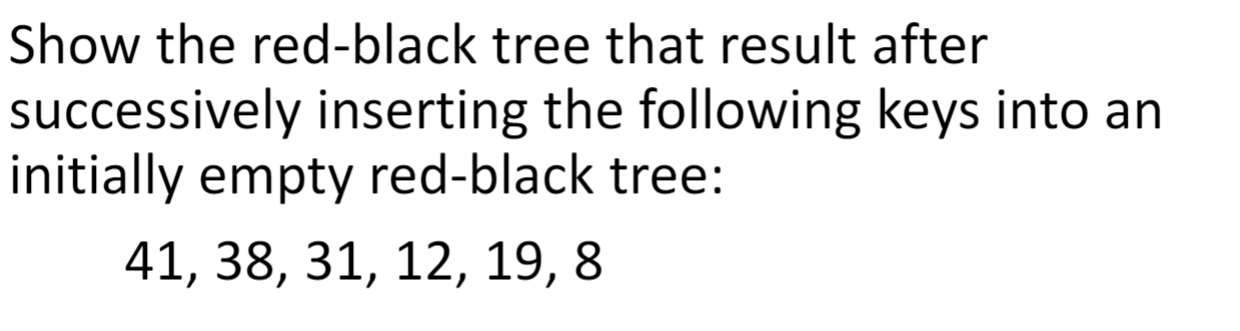 Show the red-black tree that result after
successively inserting the following keys into an
initially empty red-black tree:
41, 38, 31, 12, 19, 8